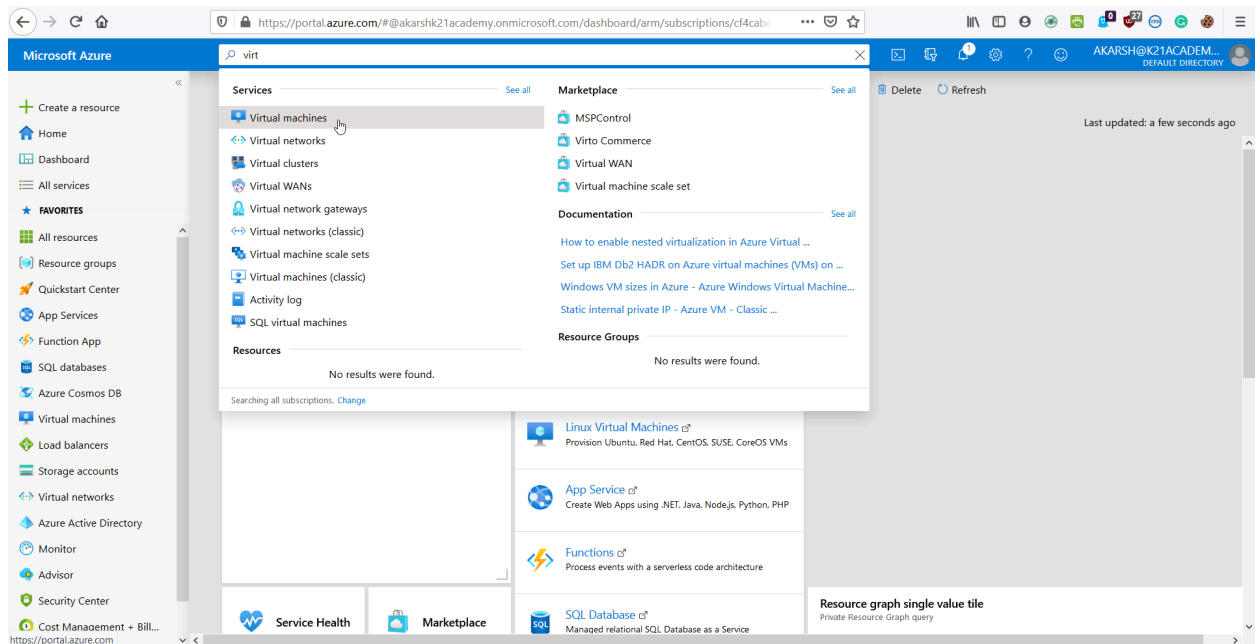 https://portal.azure.com/#@akarshk21academy.onmicrosoft.com/dashboard/arm/subscriptions/cf4cabe
0
27
Microsoft Azure
virt
1
AKARSH@K21ACADEM...
DEFAULT DIRECTORY
Create a resource
Home
Dashboard
All services
FAVORITES
All resources
Resource groups
Quickstart Center
App Services
Function App
SQL databases
Azure Cosmos DB
Virtual machines
Load balancers
Storage accounts
Virtual networks
Azure Active Directory
Monitor
Advisor
Security Center
Cost Management + Bill...
https://portal.azure.com
Services
See all
Virtual machines
Virtual networks
Virtual clusters
Virtual WANs
Virtual network gateways
Virtual networks (classic)
Virtual machine scale sets
Virtual machines (classic)
Activity log
SQL virtual machines
Resources
No results were found.
Searching all subscriptions. Change
Marketplace
See all
MSPControl
Virto Commerce
Virtual WAN
Virtual machine scale set
Documentation
See all
How to enable nested virtualization in Azure Virtual ...
Set up IBM Db2 HADR on Azure virtual machines (VMs) on ...
Windows VM sizes in Azure - Azure Windows Virtual Machine...
Static internal private IP - Azure VM - Classic ...
Resource Groups
No results were found.
Delete
Refresh
Last updated: a few seconds ago
Linux Virtual Machines
Provision Ubuntu, Red Hat, CentOS, SUSE, CoreOS VMs
App Service
Create Web Apps using .NET, Java, Node.js, Python, PHP
Functions
Process events with a serverless code architecture
SQL Database
Managed relational SQL Database as a Service
Service Health
Marketplace
Resource graph single value tile
Private Resource Graph query